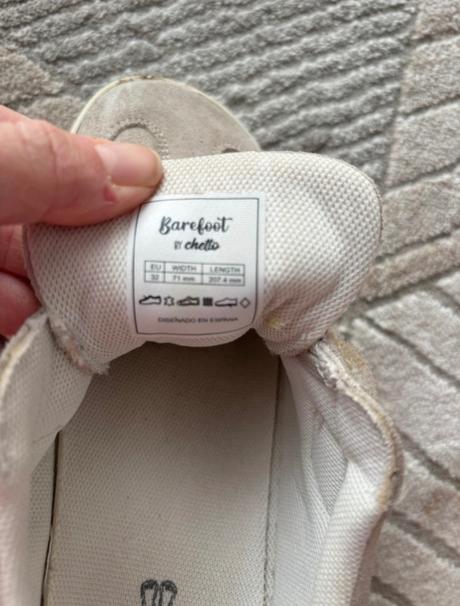 Barefoot
BY chetto
EU WIDTH LENGTH
32 71 mm 207.4 mm
DISEÑADO EN ESPAÑA